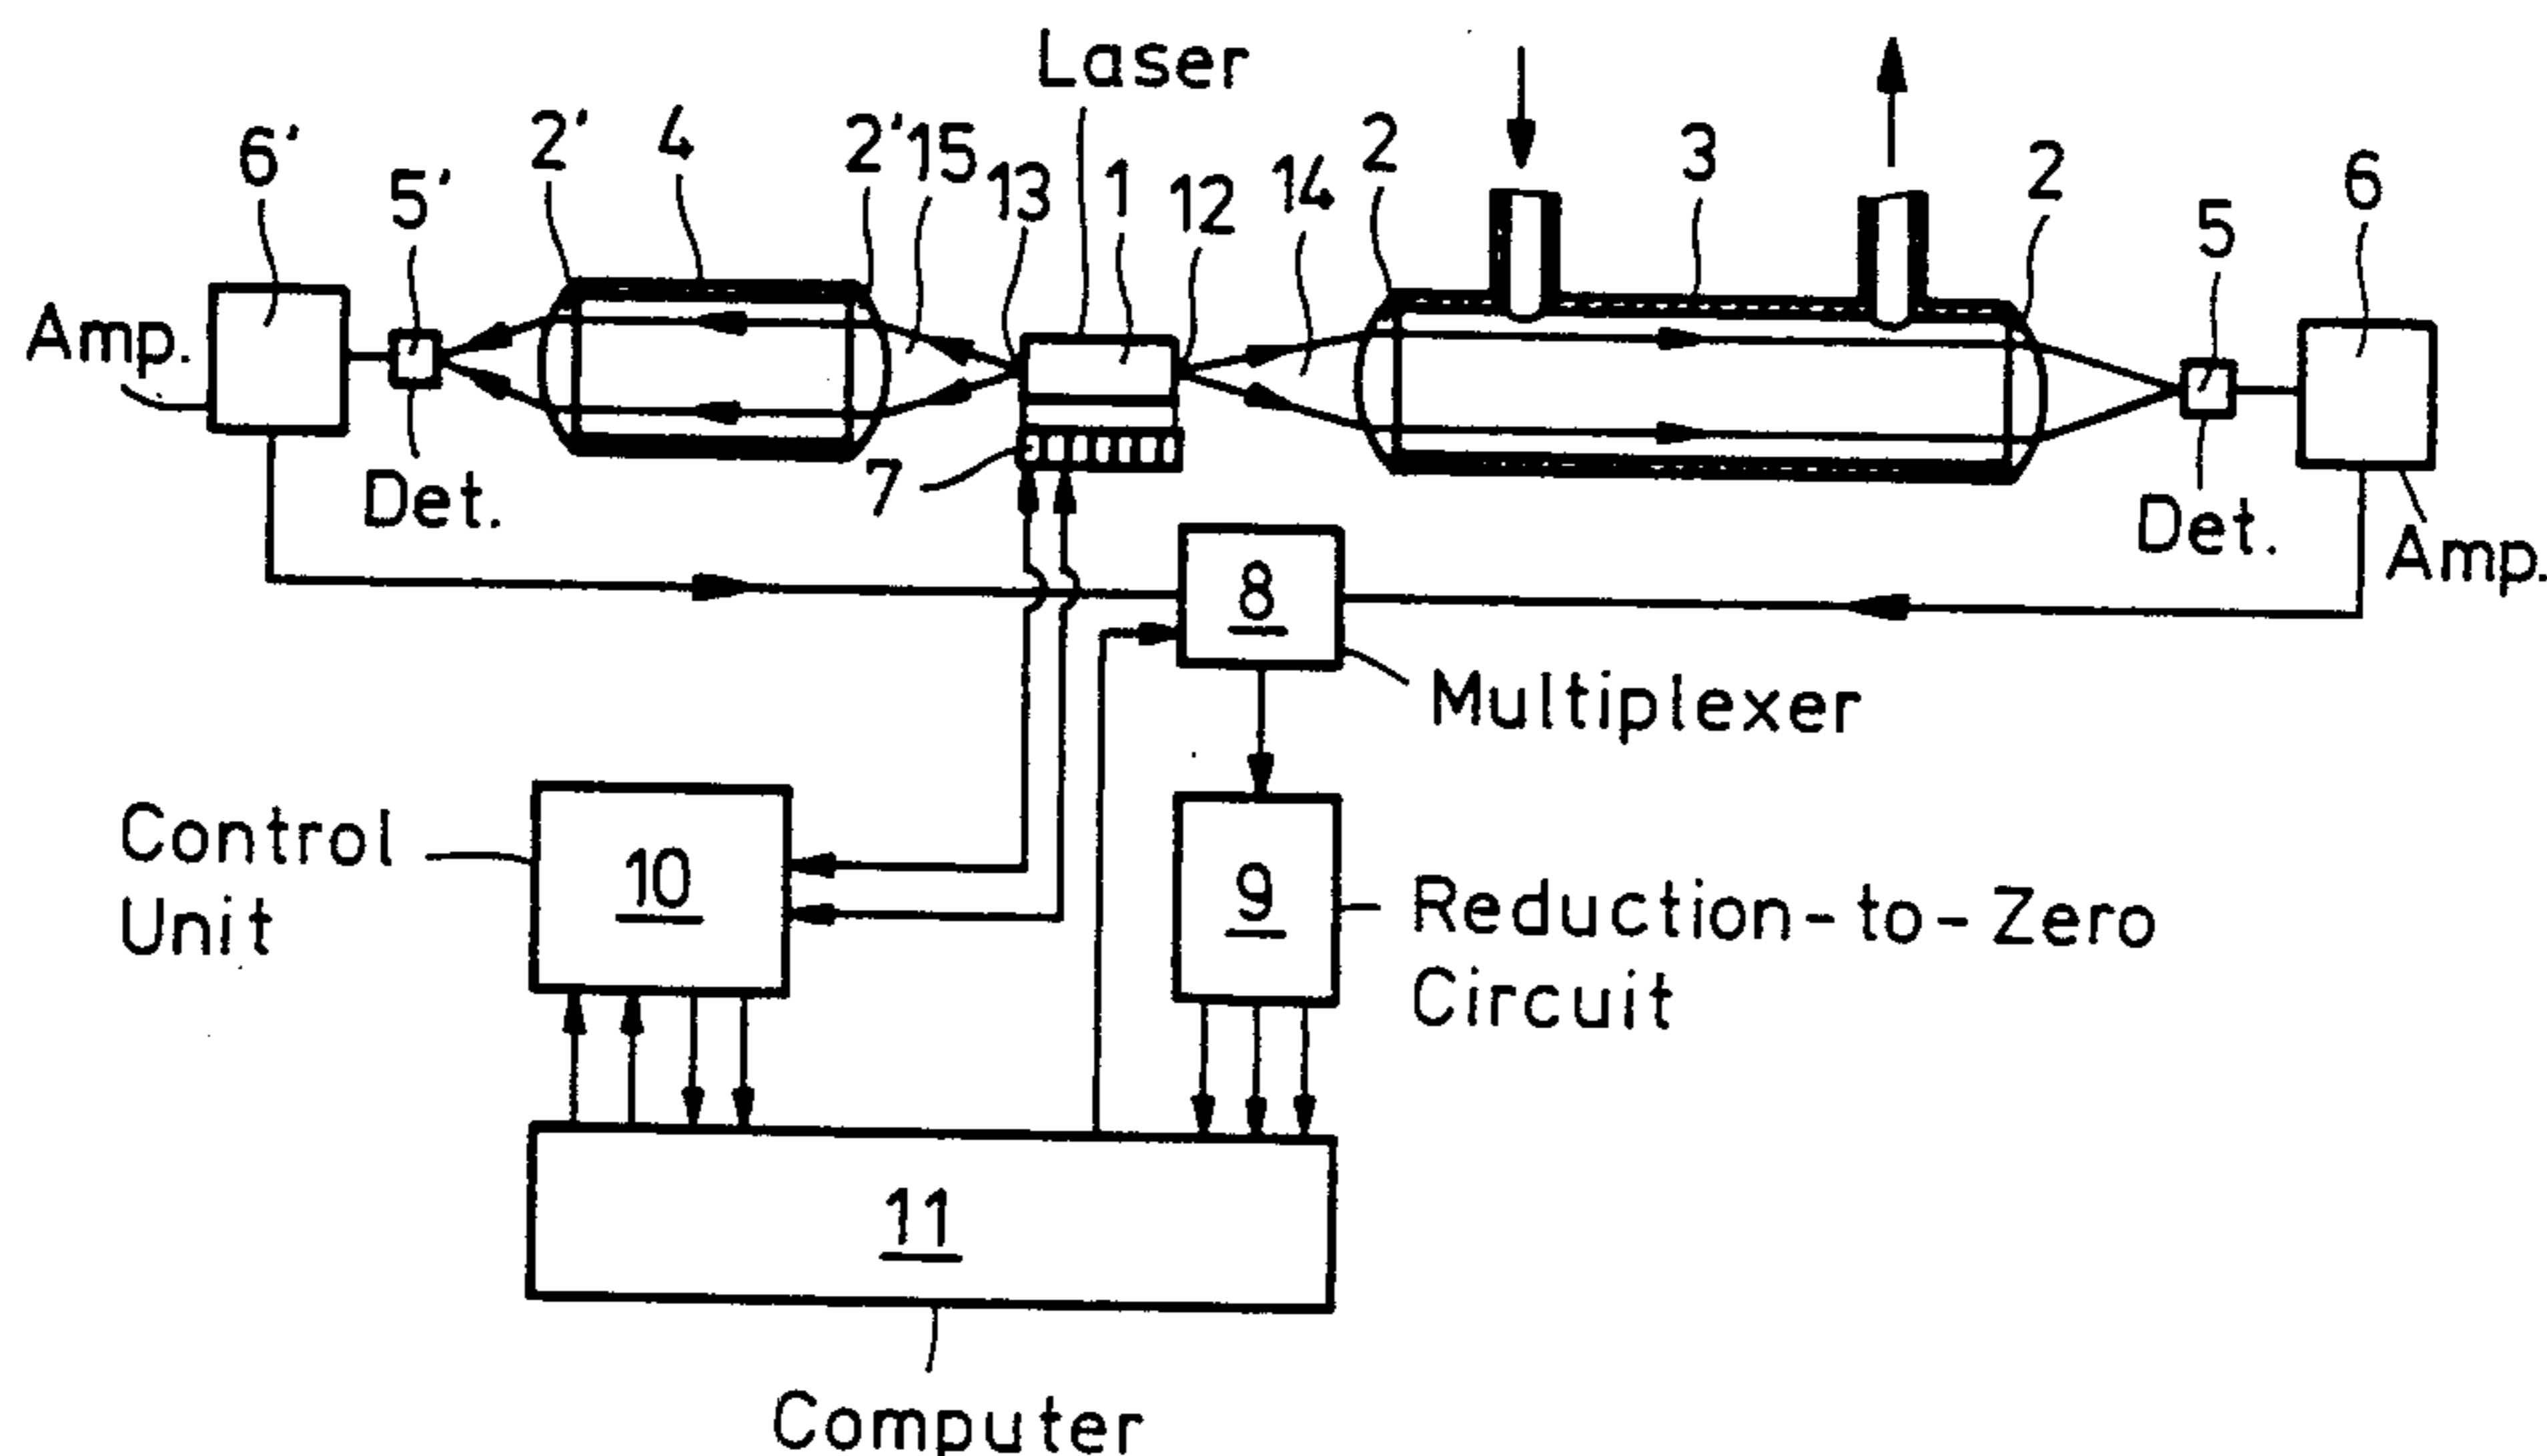 Laser
6'
5'
2'
4
2'
15
13
1
12
14
2
3
2
5
6
Amp.
Det.
7
Det.
Amp.
8
Multiplexer
Control
Unit
10
9
Reduction-to-Zero
Circuit
11
Computer